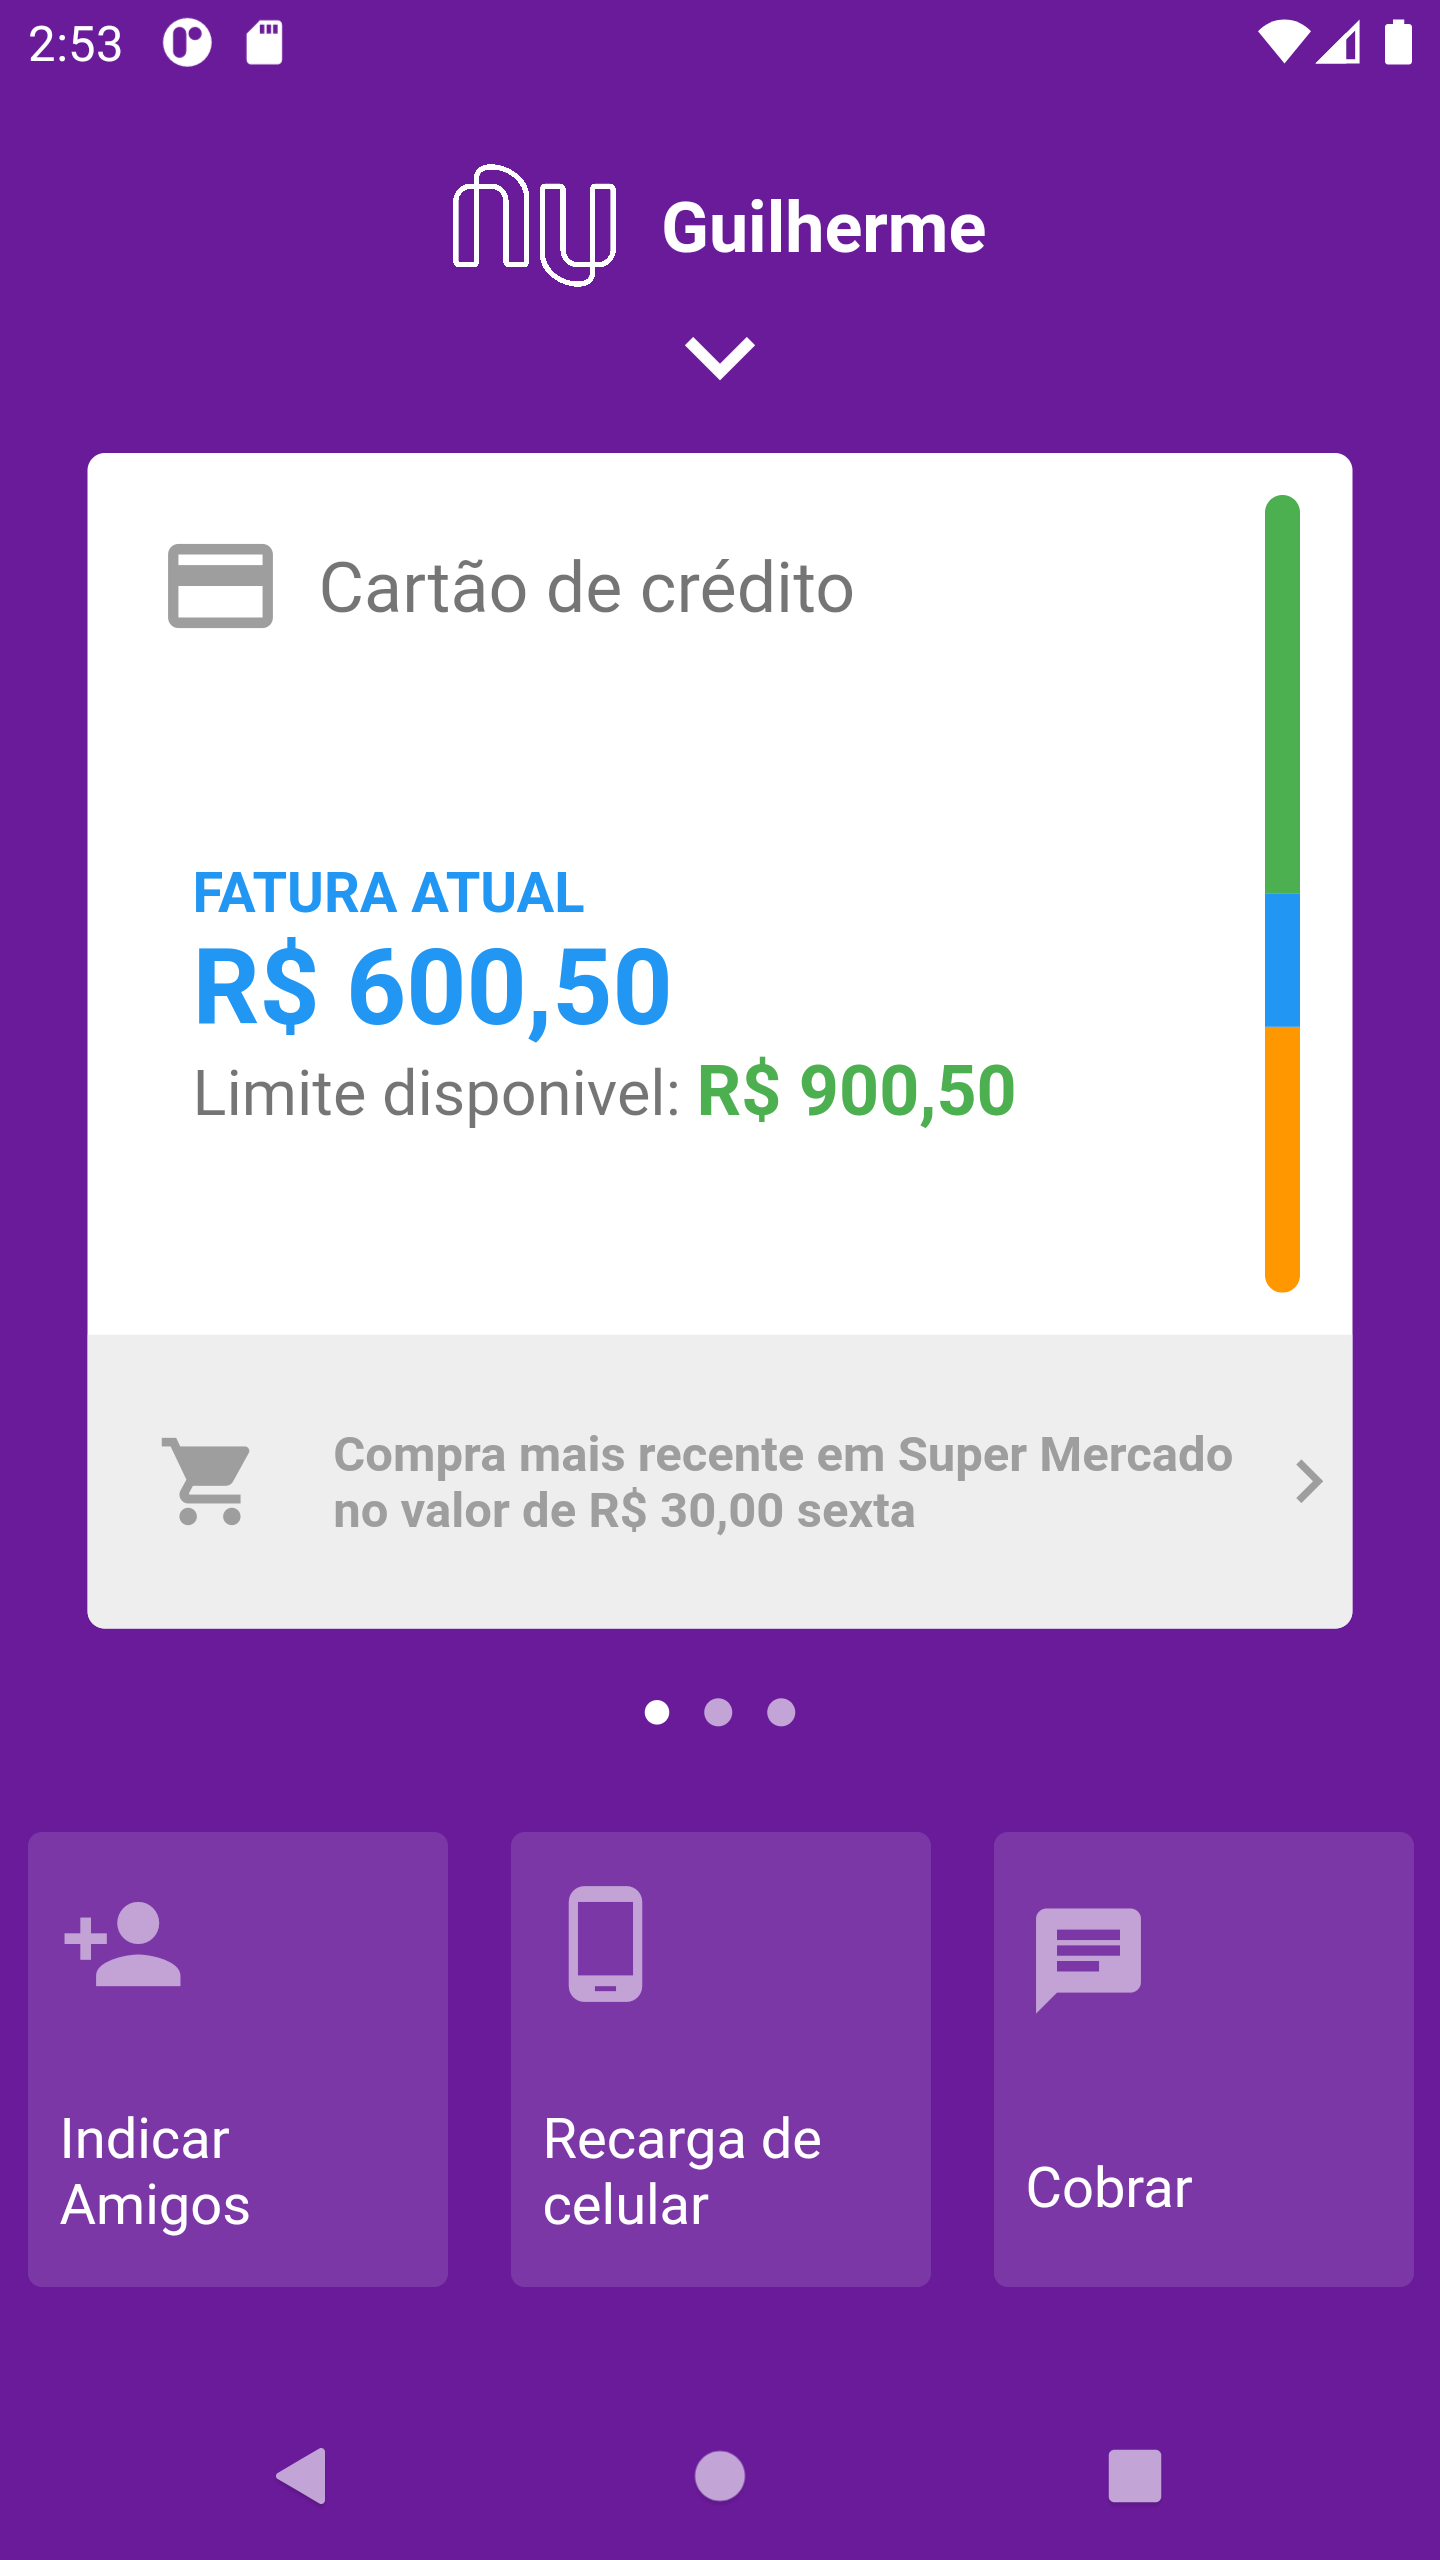 2:53
nu Guilherme
Cartão de crédito
FATURA ATUAL
R$ 600,50
Limite disponivel: R$ 900,50
Compra mais recente em Super Mercado
no valor de R$ 30,00 sexta
Indicar
Amigos
Recarga de
celular
Cobrar